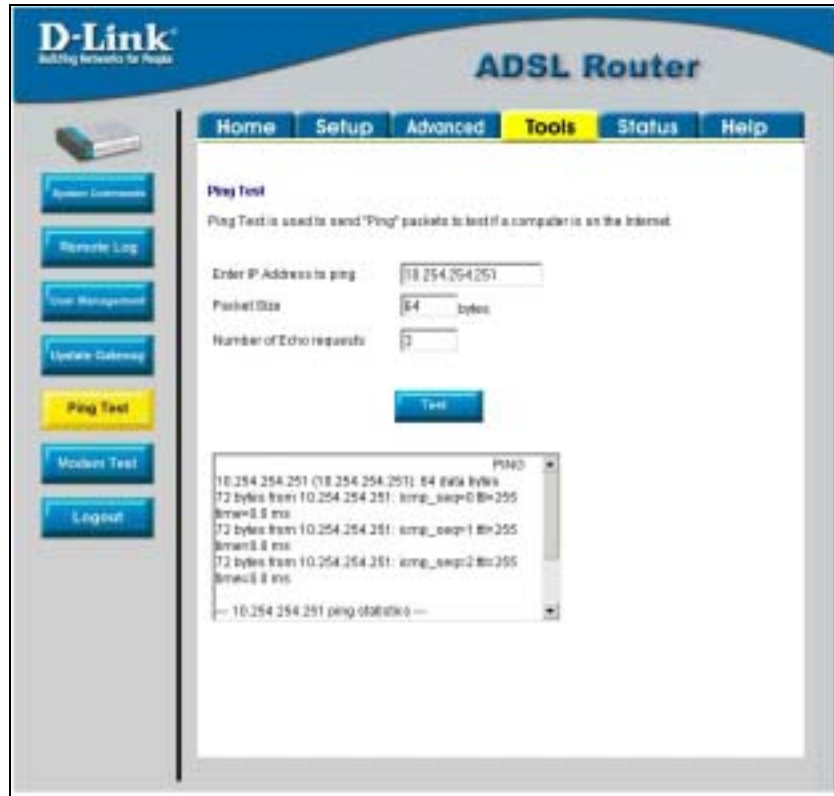 D-Link
Building Networks for People
ADSL Router
Home Setup Advanced Tools Status Help
System Commands
Remote Log
User Management
Update Gateway
Ping Test
Modem Test
Logout
Ping Test
Ping Test is used to send "Ping" packets to test if a computer is on the Internet.
Enter IP Address to ping 10.254.254.251
Packet Size 64 bytes
Number of Echo requests 3
Test
PING
10.254.254.251 (10.254.254.251): 64 data bytes
72 bytes from 10.254.254.251: icmp_seq=0 ttl=255
time=0.0 ms
72 bytes from 10.254.254.251: icmp_seq=1 ttl=255
time=0.0 ms
72 bytes from 10.254.254.251: icmp_seq=2 ttl=255
time=0.0 ms
--- 10.254.254.251 ping statistics ---